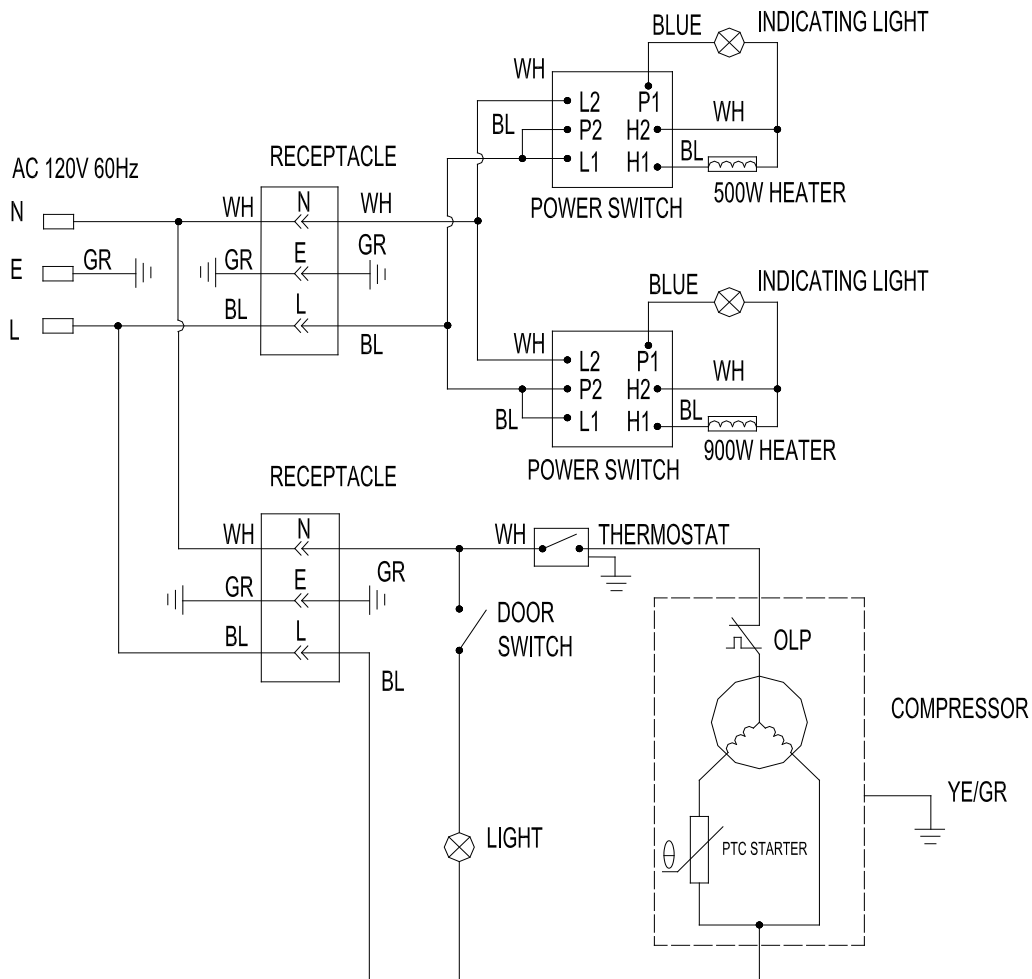 BLUE
INDICATING LIGHT
WH
L2
P1
BL
P2
H2
WH
L1
H1
BL
500W HEATER
POWER SWITCH
AC 120V 60Hz
RECEPTACLE
N
WH
N
WH
E
GR
GR
E
GR
L
BL
L
BL
BLUE
INDICATING LIGHT
WH
L2
P1
P2
H2
WH
BL
L1
H1
BL
900W HEATER
POWER SWITCH
RECEPTACLE
WH
N
WH
THERMOSTAT
GR
E
GR
BL
L
BL
DOOR
SWITCH
OLP
COMPRESSOR
YE/GR
LIGHT
θ
PTC STARTER